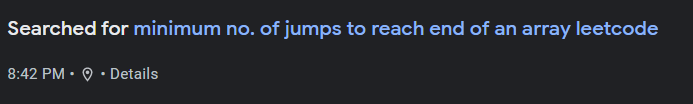 Searched for minimum no. of jumps to reach end of an array leetcode
8:42 PM • • Details